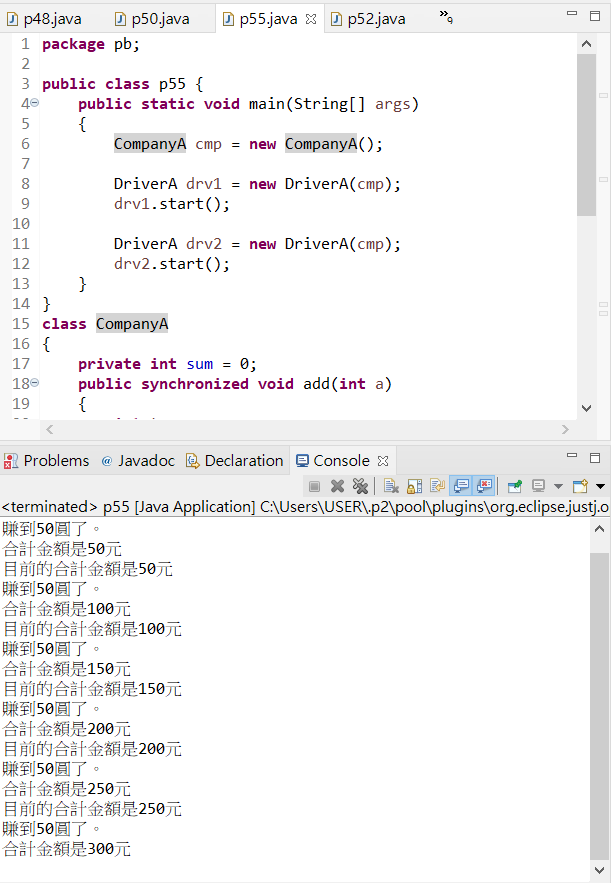 p48.java p50.java p55.java p52.java »9
1 package pb;
2
3 public class p55 {
4 public static void main(String[] args)
5 {
6 CompanyA cmp = new CompanyA();
7
8 DriverA drv1 = new DriverA(cmp);
9 drv1.start();
10
11 DriverA drv2 = new DriverA(cmp);
12 drv2.start();
13 }
14 }
15 class CompanyA
16 {
17 private int sum = 0;
18 public synchronized void add(int a)
19 {
Problems @ Javadoc Declaration Console
<terminated> p55 [Java Application] C:\Users\USER\.p2\pool\plugins\org.eclipse.justj.o
賺到50圓了。
合計金額是50元
目前的合計金額是50元
賺到50圓了。
合計金額是100元
目前的合計金額是100元
賺到50圓了。
合計金額是150元
目前的合計金額是150元
賺到50圓了。
合計金額是200元
目前的合計金額是200元
賺到50圓了。
合計金額是250元
目前的合計金額是250元
賺到50圓了。
合計金額是300元